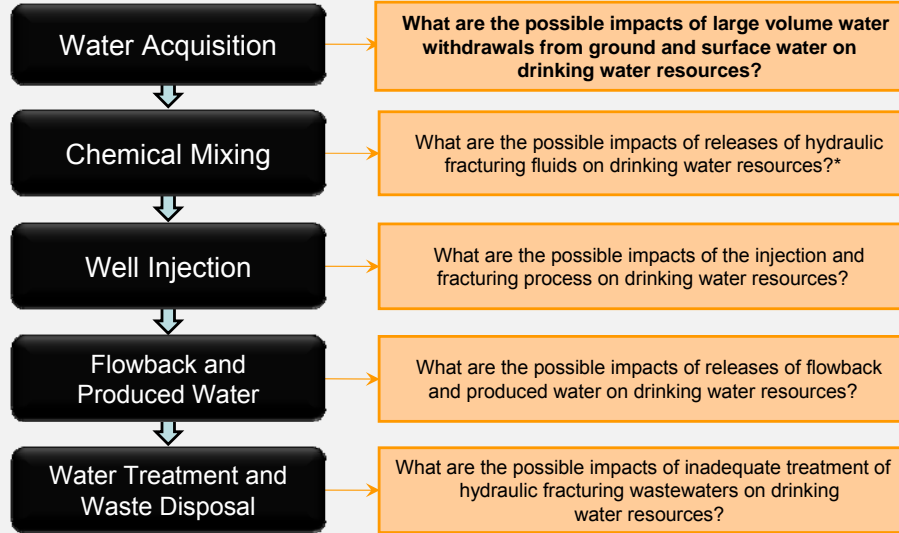 Water Acquisition
What are the possible impacts of large volume water
withdrawals from ground and surface water on
drinking water resources?
Chemical Mixing
What are the possible impacts of releases of hydraulic
fracturing fluids on drinking water resources?*
Well Injection
What are the possible impacts of the injection and
fracturing process on drinking water resources?
Flowback and
Produced Water
What are the possible impacts of releases of flowback
and produced water on drinking water resources?
Water Treatment and
Waste Disposal
What are the possible impacts of inadequate treatment of
hydraulic fracturing wastewaters on drinking
water resources?